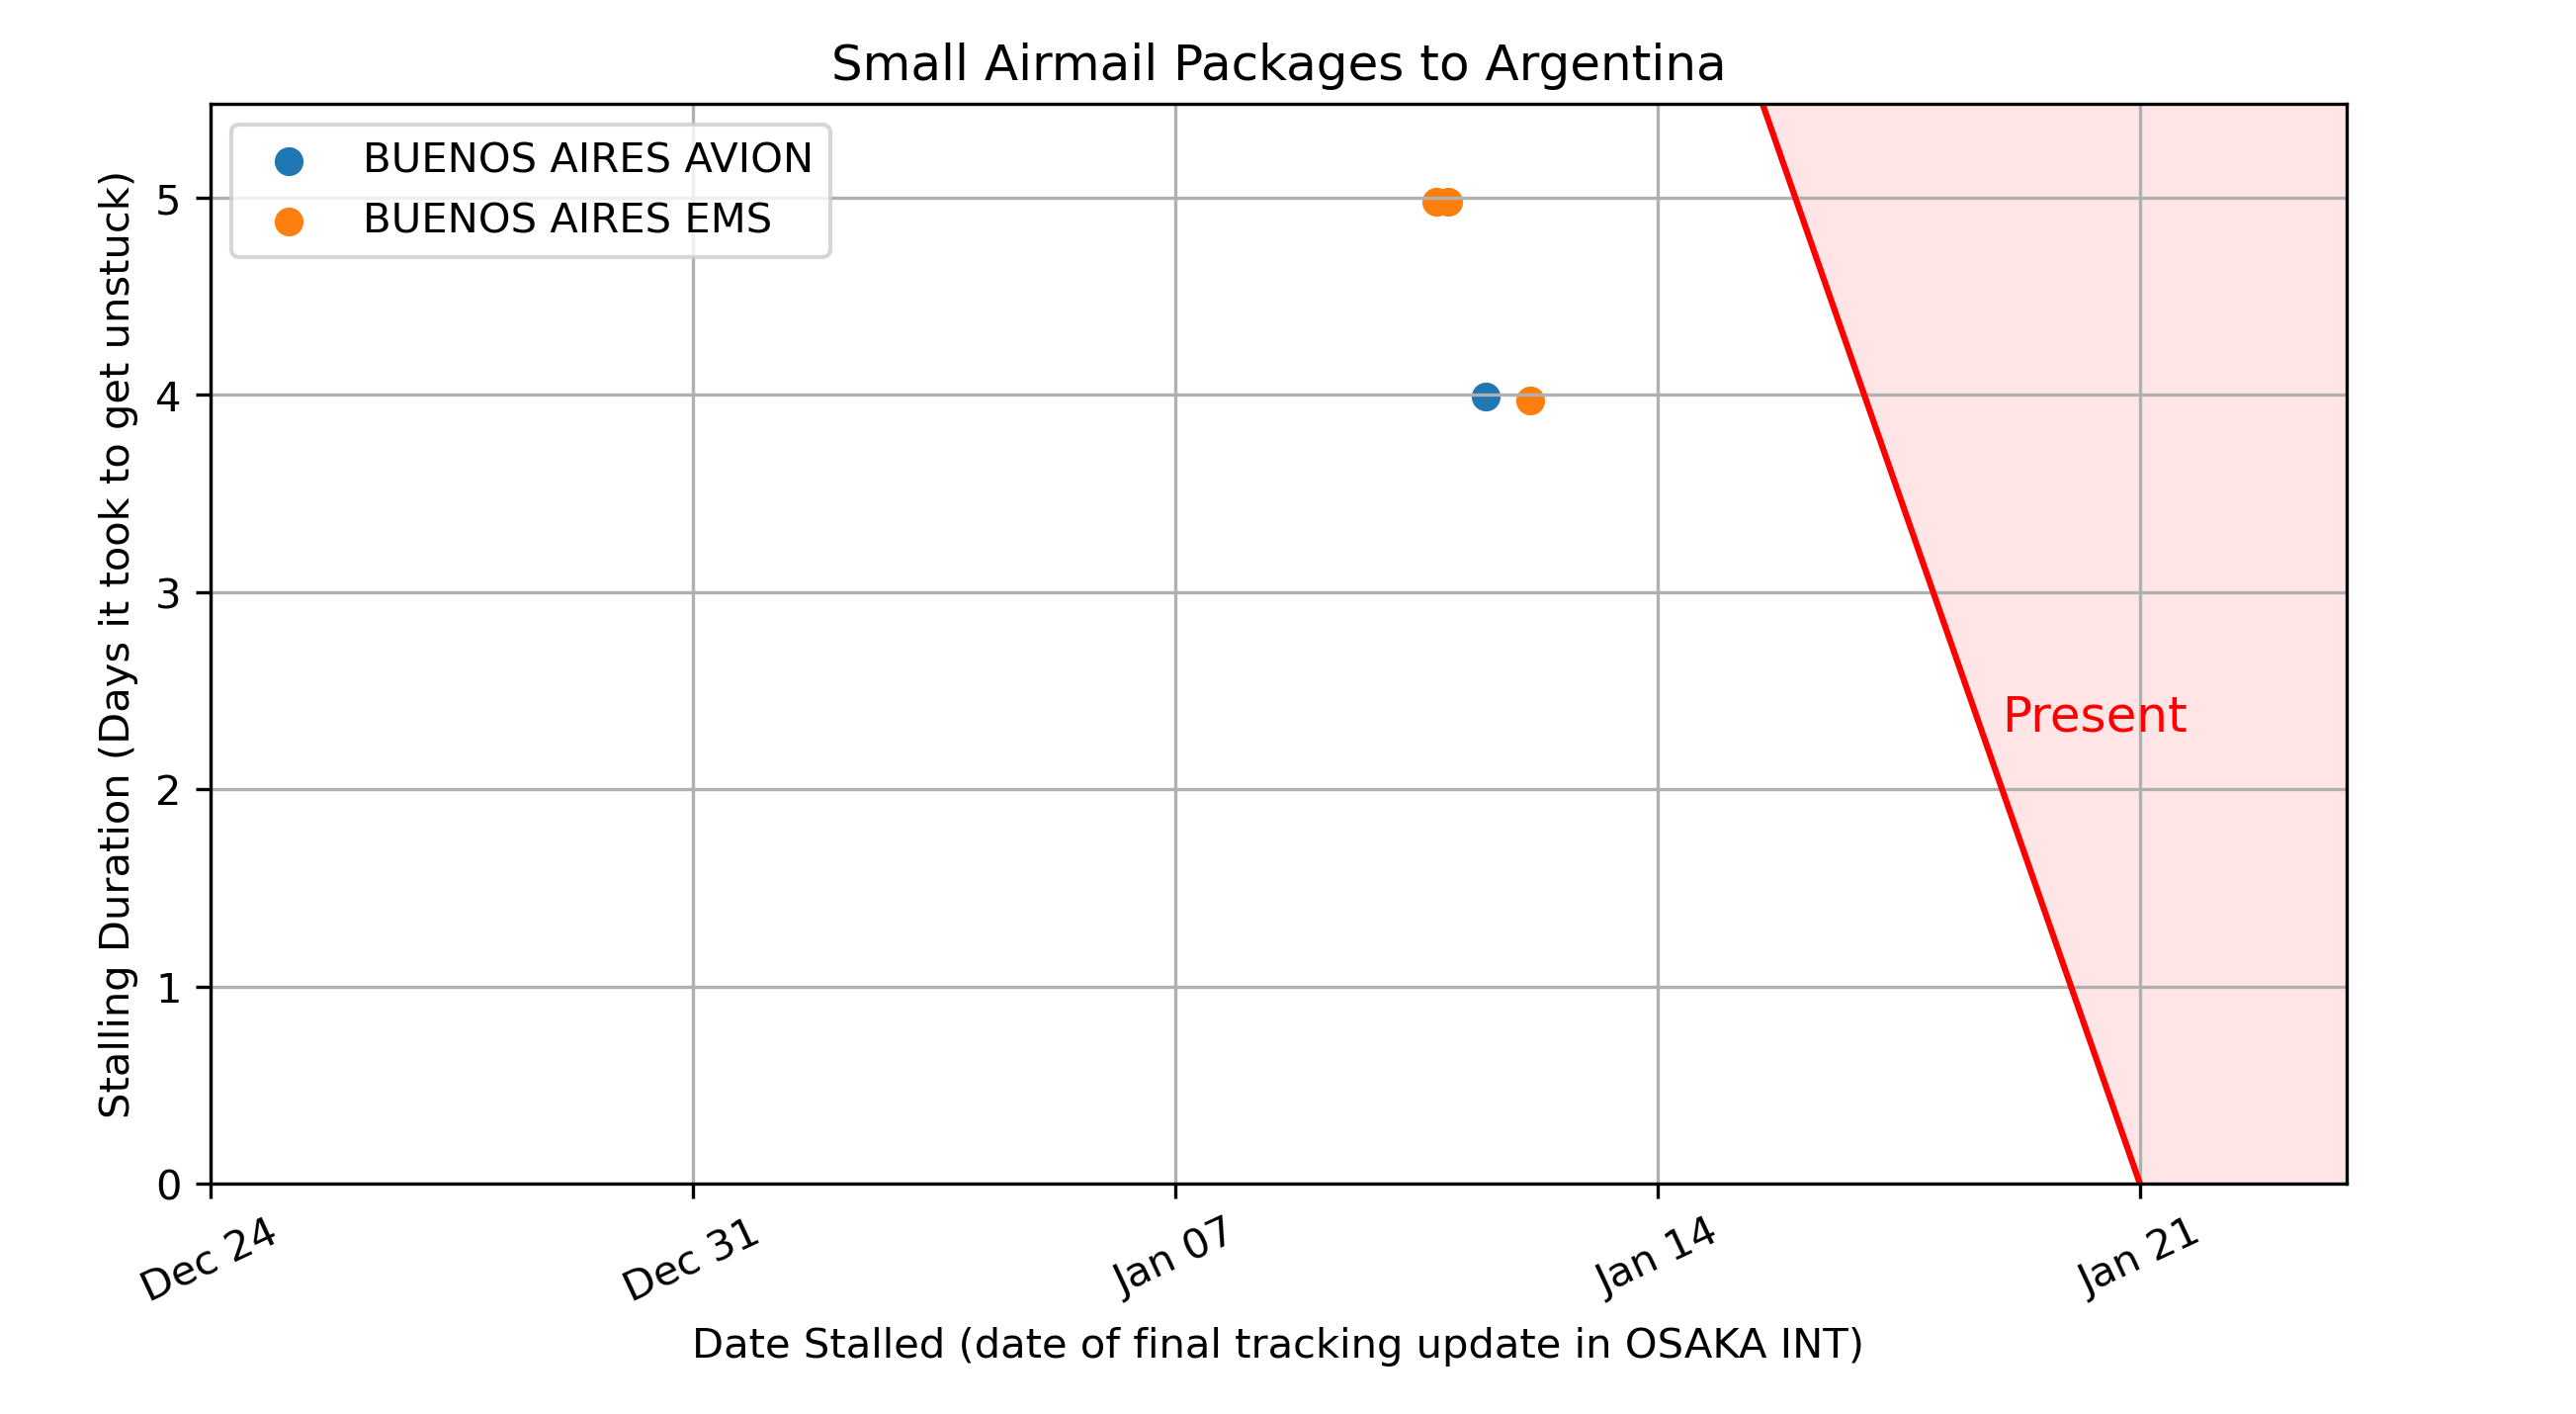 Small Airmail Packages to Argentina
BUENOS AIRES AVION
BUENOS AIRES EMS
Stalling Duration (Days it took to get unstuck)
5
4
3
2
1
0
Present
Dec 24
Dec 31
Jan 07
Jan 14
Jan 21
Date Stalled (date of final tracking update in OSAKA INT)